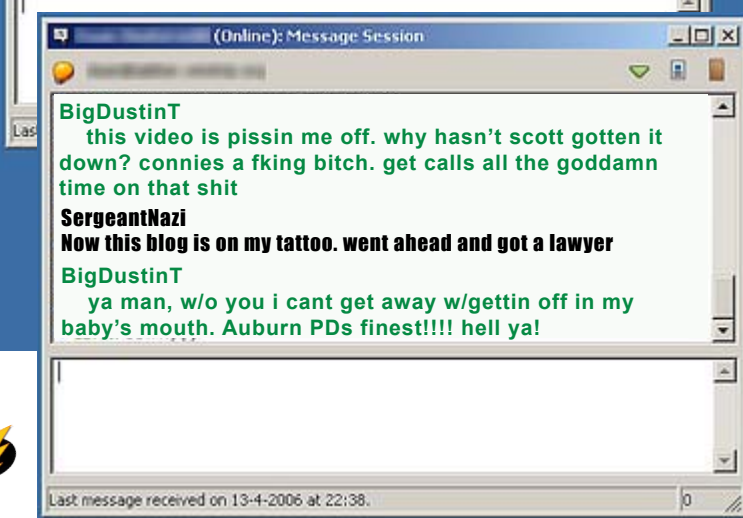 (Online): Message Session
BigDustinT
this video is pissin me off. why hasn't scott gotten it
down? connies a fking bitch. get calls all the goddamn
time on that shit
SergeantNazi
Now this blog is on my tattoo. went ahead and got a lawyer
BigDustinT
ya man, w/o you i cant get away w/gettin off in my
baby's mouth. Auburn PDs finest!!!! hell ya!
Las
Last message received on 13-4-2006 at 22:38.
0